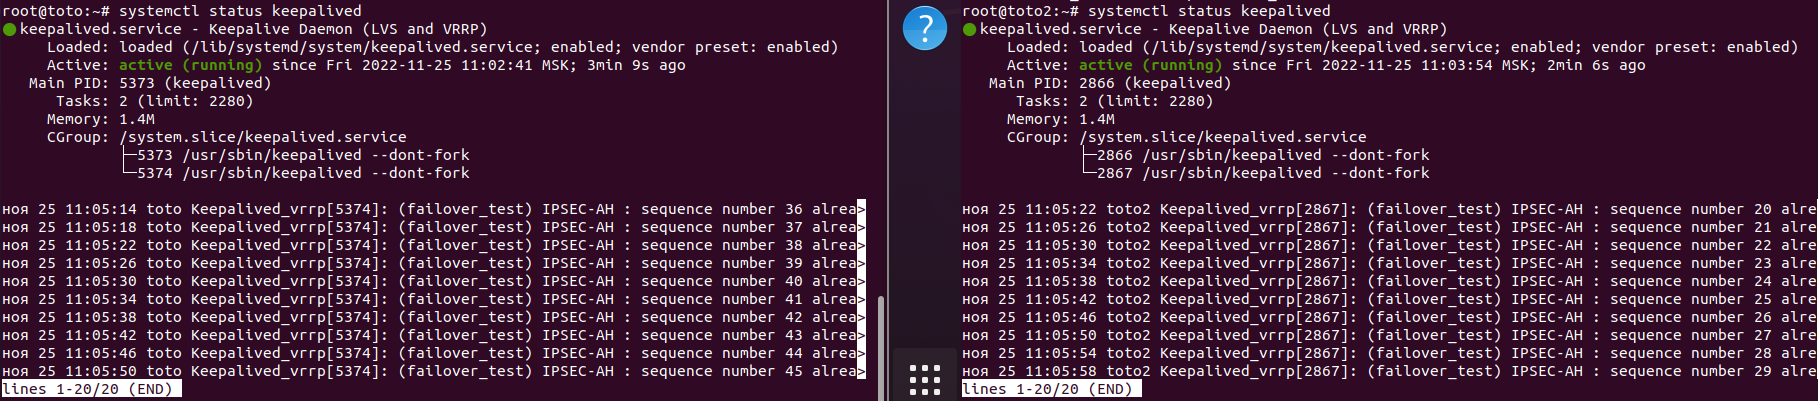 root@toto:~# systemctl status keepalived
● keepalived.service - Keepalive Daemon (LVS and VRRP)
Loaded: loaded (/lib/systemd/system/keepalived.service; enabled; vendor preset: enabled)
Active: active (running) since Fri 2022-11-25 11:02:41 MSK; 3min 9s ago
Main PID: 5373 (keepalived)
Tasks: 2 (limit: 2280)
Memory: 1.4M
CGroup: /system.slice/keepalived.service
├─5373 /usr/sbin/keepalived --dont-fork
└─5374 /usr/sbin/keepalived --dont-fork
ноя 25 11:05:14 toto Keepalived_vrrp[5374]: (failover_test) IPSEC-AH : sequence number 36 alrea>
ноя 25 11:05:18 toto Keepalived_vrrp[5374]: (failover_test) IPSEC-AH : sequence number 37 alrea>
ноя 25 11:05:22 toto Keepalived_vrrp[5374]: (failover_test) IPSEC-AH : sequence number 38 alrea>
ноя 25 11:05:26 toto Keepalived_vrrp[5374]: (failover_test) IPSEC-AH : sequence number 39 alrea>
ноя 25 11:05:30 toto Keepalived_vrrp[5374]: (failover_test) IPSEC-AH : sequence number 40 alrea>
ноя 25 11:05:34 toto Keepalived_vrrp[5374]: (failover_test) IPSEC-AH : sequence number 41 alrea>
ноя 25 11:05:38 toto Keepalived_vrrp[5374]: (failover_test) IPSEC-AH : sequence number 42 alrea>
ноя 25 11:05:42 toto Keepalived_vrrp[5374]: (failover_test) IPSEC-AH : sequence number 43 alrea>
ноя 25 11:05:46 toto Keepalived_vrrp[5374]: (failover_test) IPSEC-AH : sequence number 44 alrea>
ноя 25 11:05:50 toto Keepalived_vrrp[5374]: (failover_test) IPSEC-AH : sequence number 45 alrea>
lines 1-20/20 (END)
?
root@toto2:~# systemctl status keepalived
● keepalived.service - Keepalive Daemon (LVS and VRRP)
Loaded: loaded (/lib/systemd/system/keepalived.service; enabled; vendor preset: enabled)
Active: active (running) since Fri 2022-11-25 11:03:54 MSK; 2min 6s ago
Main PID: 2866 (keepalived)
Tasks: 2 (limit: 2280)
Memory: 1.4M
CGroup: /system.slice/keepalived.service
├─2866 /usr/sbin/keepalived --dont-fork
└─2867 /usr/sbin/keepalived --dont-fork
ноя 25 11:05:22 toto2 Keepalived_vrrp[2867]: (failover_test) IPSEC-AH : sequence number 20 alre
ноя 25 11:05:26 toto2 Keepalived_vrrp[2867]: (failover_test) IPSEC-AH : sequence number 21 alre
ноя 25 11:05:30 toto2 Keepalived_vrrp[2867]: (failover_test) IPSEC-AH : sequence number 22 alre
ноя 25 11:05:34 toto2 Keepalived_vrrp[2867]: (failover_test) IPSEC-AH : sequence number 23 alre
ноя 25 11:05:38 toto2 Keepalived_vrrp[2867]: (failover_test) IPSEC-AH : sequence number 24 alre
ноя 25 11:05:42 toto2 Keepalived_vrrp[2867]: (failover_test) IPSEC-AH : sequence number 25 alre
ноя 25 11:05:46 toto2 Keepalived_vrrp[2867]: (failover_test) IPSEC-AH : sequence number 26 alre
ноя 25 11:05:50 toto2 Keepalived_vrrp[2867]: (failover_test) IPSEC-AH : sequence number 27 alre
ноя 25 11:05:54 toto2 Keepalived_vrrp[2867]: (failover_test) IPSEC-AH : sequence number 28 alre
ноя 25 11:05:58 toto2 Keepalived_vrrp[2867]: (failover_test) IPSEC-AH : sequence number 29 alre
lines 1-20/20 (END)